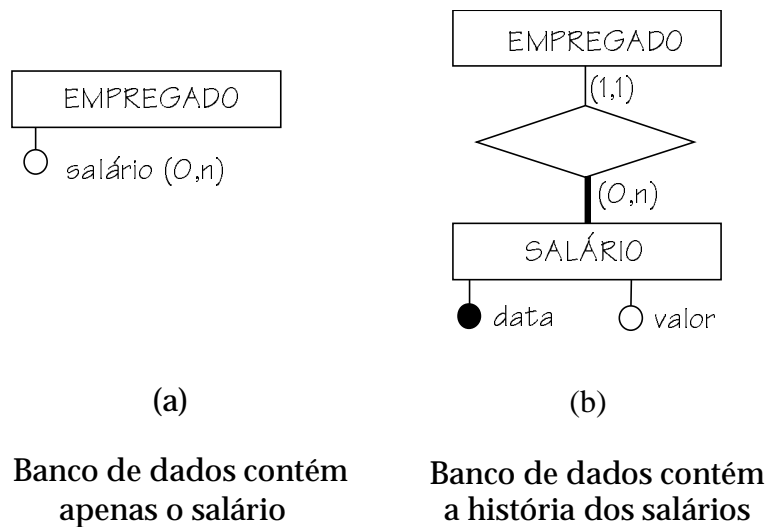 EMPREGADO
salário (0,n)
(a)
Banco de dados contém
apenas o salário
EMPREGADO
(1,1)
(0,n)
SALÁRIO
data
valor
(b)
Banco de dados contém
a história dos salários